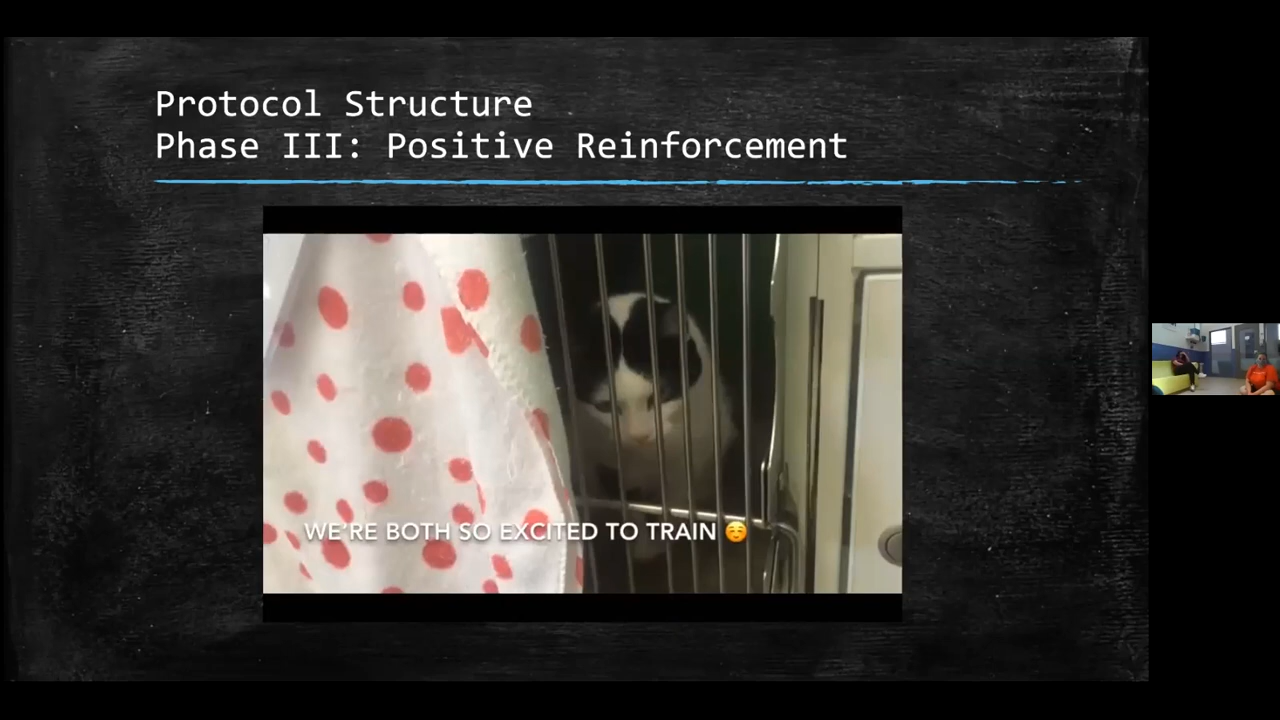 Protocol Structure
Phase III: Positive Reinforcement
WE'RE BOTH SO EXCITED TO TRAIN ☺️